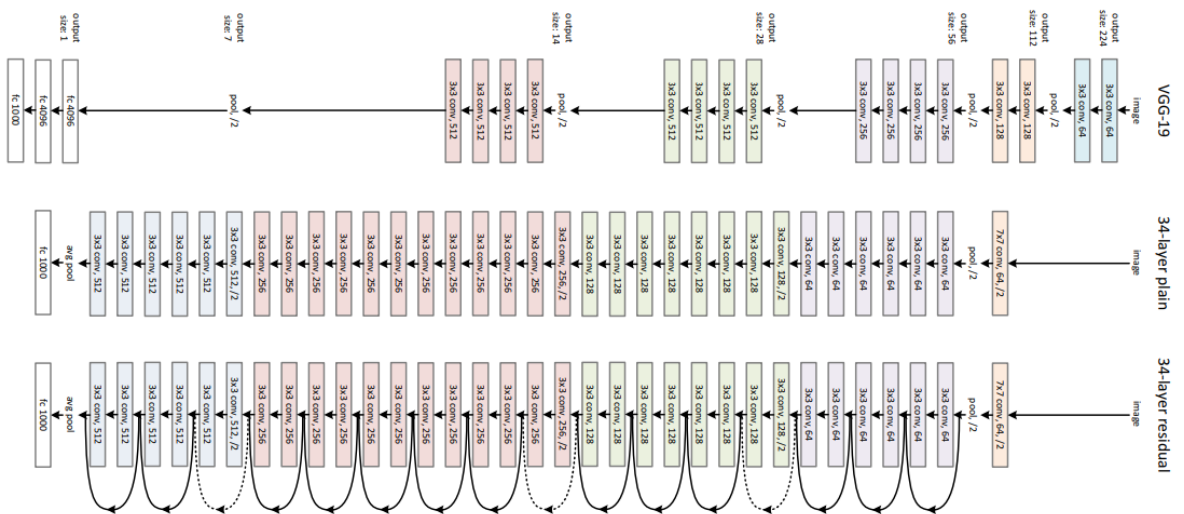 VGG-19
34-layer plain
34-layer residual
output
size: 224
output
size: 112
output
size: 56
output
size: 28
output
size: 14
output
size: 7
output
size: 1
image
3x3 conv, 64
3x3 conv, 64
pool, /2
3x3 conv, 128
3x3 conv, 128
pool, /2
3x3 conv, 256
3x3 conv, 256
3x3 conv, 256
3x3 conv, 256
pool, /2
3x3 conv, 512
3x3 conv, 512
3x3 conv, 512
3x3 conv, 512
pool, /2
3x3 conv, 512
3x3 conv, 512
3x3 conv, 512
3x3 conv, 512
pool, /2
fc 4096
fc 4096
fc 1000
image
7x7 conv, 64, /2
pool, /2
3x3 conv, 64
3x3 conv, 64
3x3 conv, 64
3x3 conv, 64
3x3 conv, 64
3x3 conv, 64
3x3 conv, 128, /2
3x3 conv, 128
3x3 conv, 128
3x3 conv, 128
3x3 conv, 128
3x3 conv, 128
3x3 conv, 128
3x3 conv, 128
3x3 conv, 256, /2
3x3 conv, 256
3x3 conv, 256
3x3 conv, 256
3x3 conv, 256
3x3 conv, 256
3x3 conv, 256
3x3 conv, 256
3x3 conv, 256
3x3 conv, 256
3x3 conv, 256
3x3 conv, 256
3x3 conv, 512, /2
3x3 conv, 512
3x3 conv, 512
3x3 conv, 512
3x3 conv, 512
3x3 conv, 512
avg pool
fc 1000
image
7x7 conv, 64, /2
pool, /2
3x3 conv, 64
3x3 conv, 64
3x3 conv, 64
3x3 conv, 64
3x3 conv, 64
3x3 conv, 64
3x3 conv, 128, /2
3x3 conv, 128
3x3 conv, 128
3x3 conv, 128
3x3 conv, 128
3x3 conv, 128
3x3 conv, 128
3x3 conv, 128
3x3 conv, 256, /2
3x3 conv, 256
3x3 conv, 256
3x3 conv, 256
3x3 conv, 256
3x3 conv, 256
3x3 conv, 256
3x3 conv, 256
3x3 conv, 256
3x3 conv, 256
3x3 conv, 256
3x3 conv, 256
3x3 conv, 512, /2
3x3 conv, 512
3x3 conv, 512
3x3 conv, 512
3x3 conv, 512
3x3 conv, 512
avg pool
fc 1000